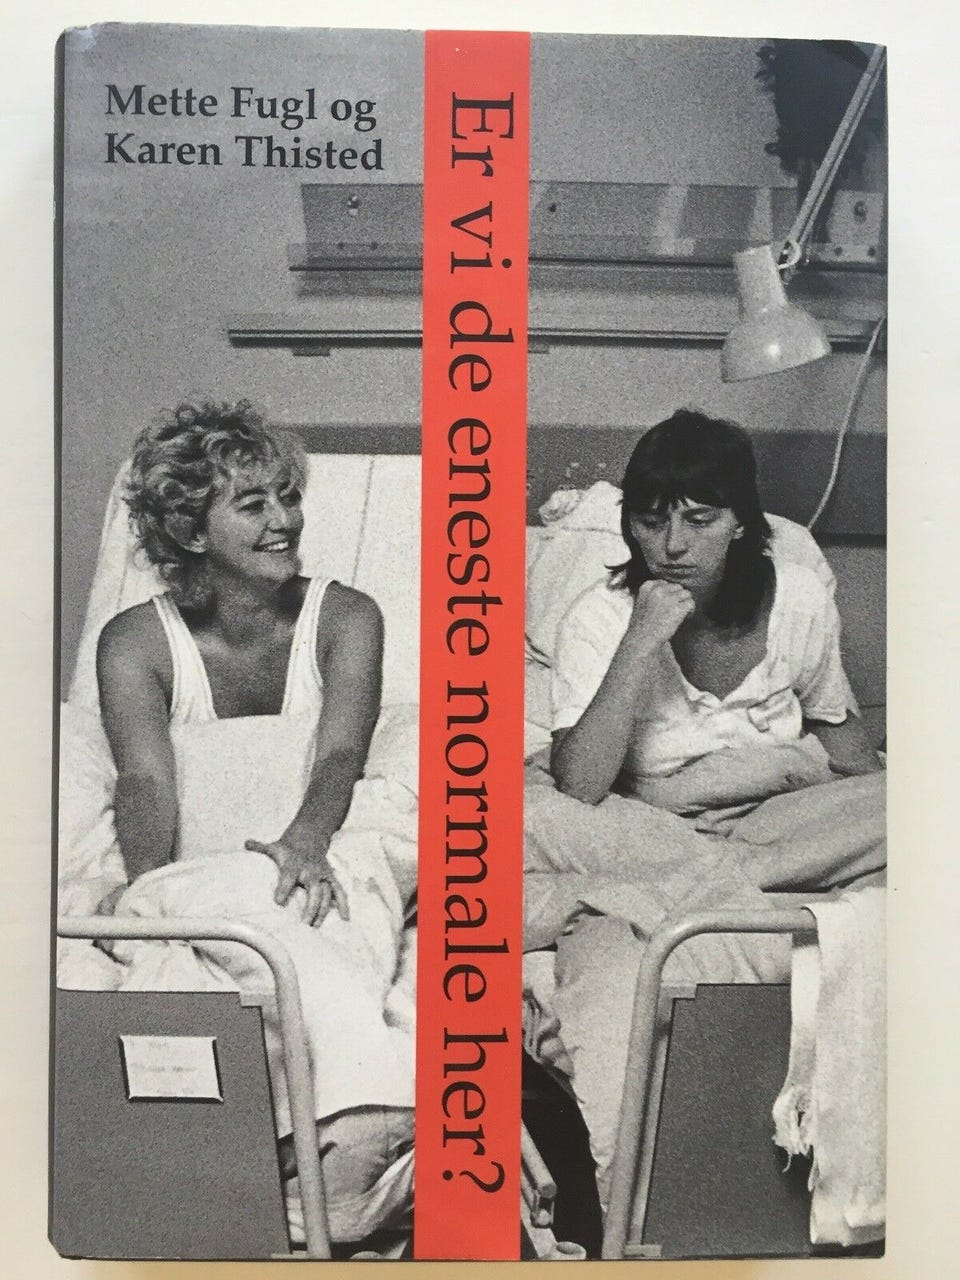 Mette Fugl og
Karen Thisted
Er vi de eneste normale her?